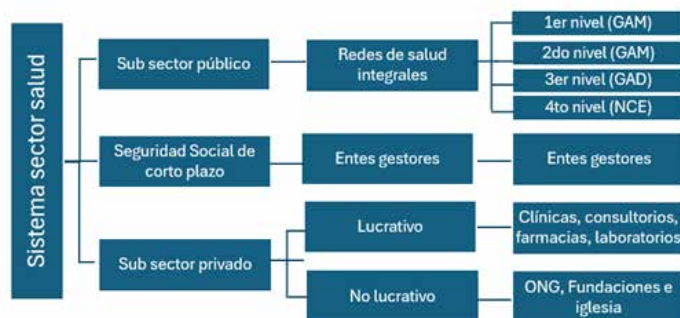 Sistema sector salud
Sub sector público
Redes de salud
integrales
1er nivel (GAM)
2do nivel (GAM)
3er nivel (GAD)
4to nivel (NCE)
Seguridad Social de
corto plazo
Entes gestores
Entes gestores
Sub sector privado
Lucrativo
Clínicas, consultorios,
farmacias, laboratorios
No lucrativo
ONG, Fundaciones e
iglesia